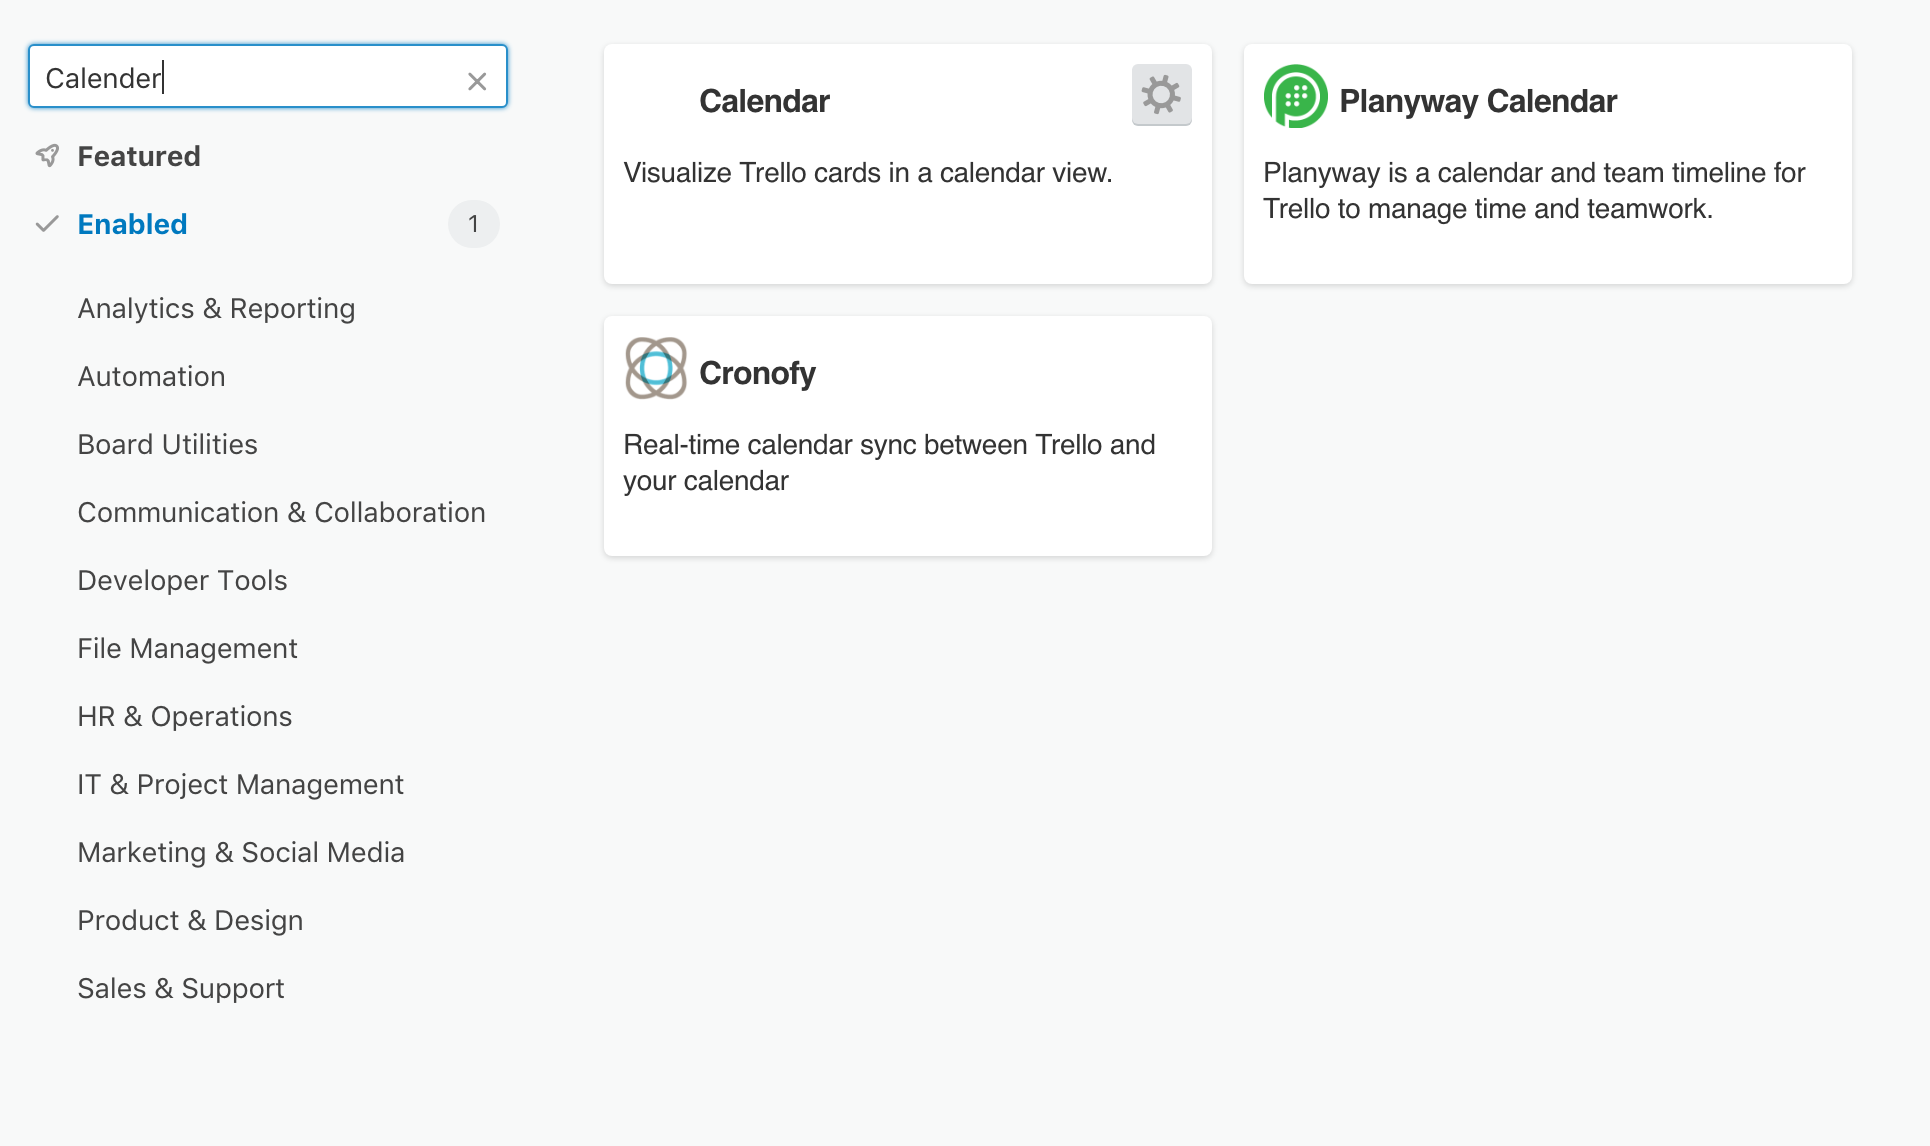 Calender
Featured
Enabled
1
Analytics & Reporting
Automation
Board Utilities
Communication & Collaboration
Developer Tools
File Management
HR & Operations
IT & Project Management
Marketing & Social Media
Product & Design
Sales & Support
Calendar
Visualize Trello cards in a calendar view.
Planyway Calendar
Planyway is a calendar and team timeline for
Trello to manage time and teamwork.
Cronofy
Real-time calendar sync between Trello and
your calendar